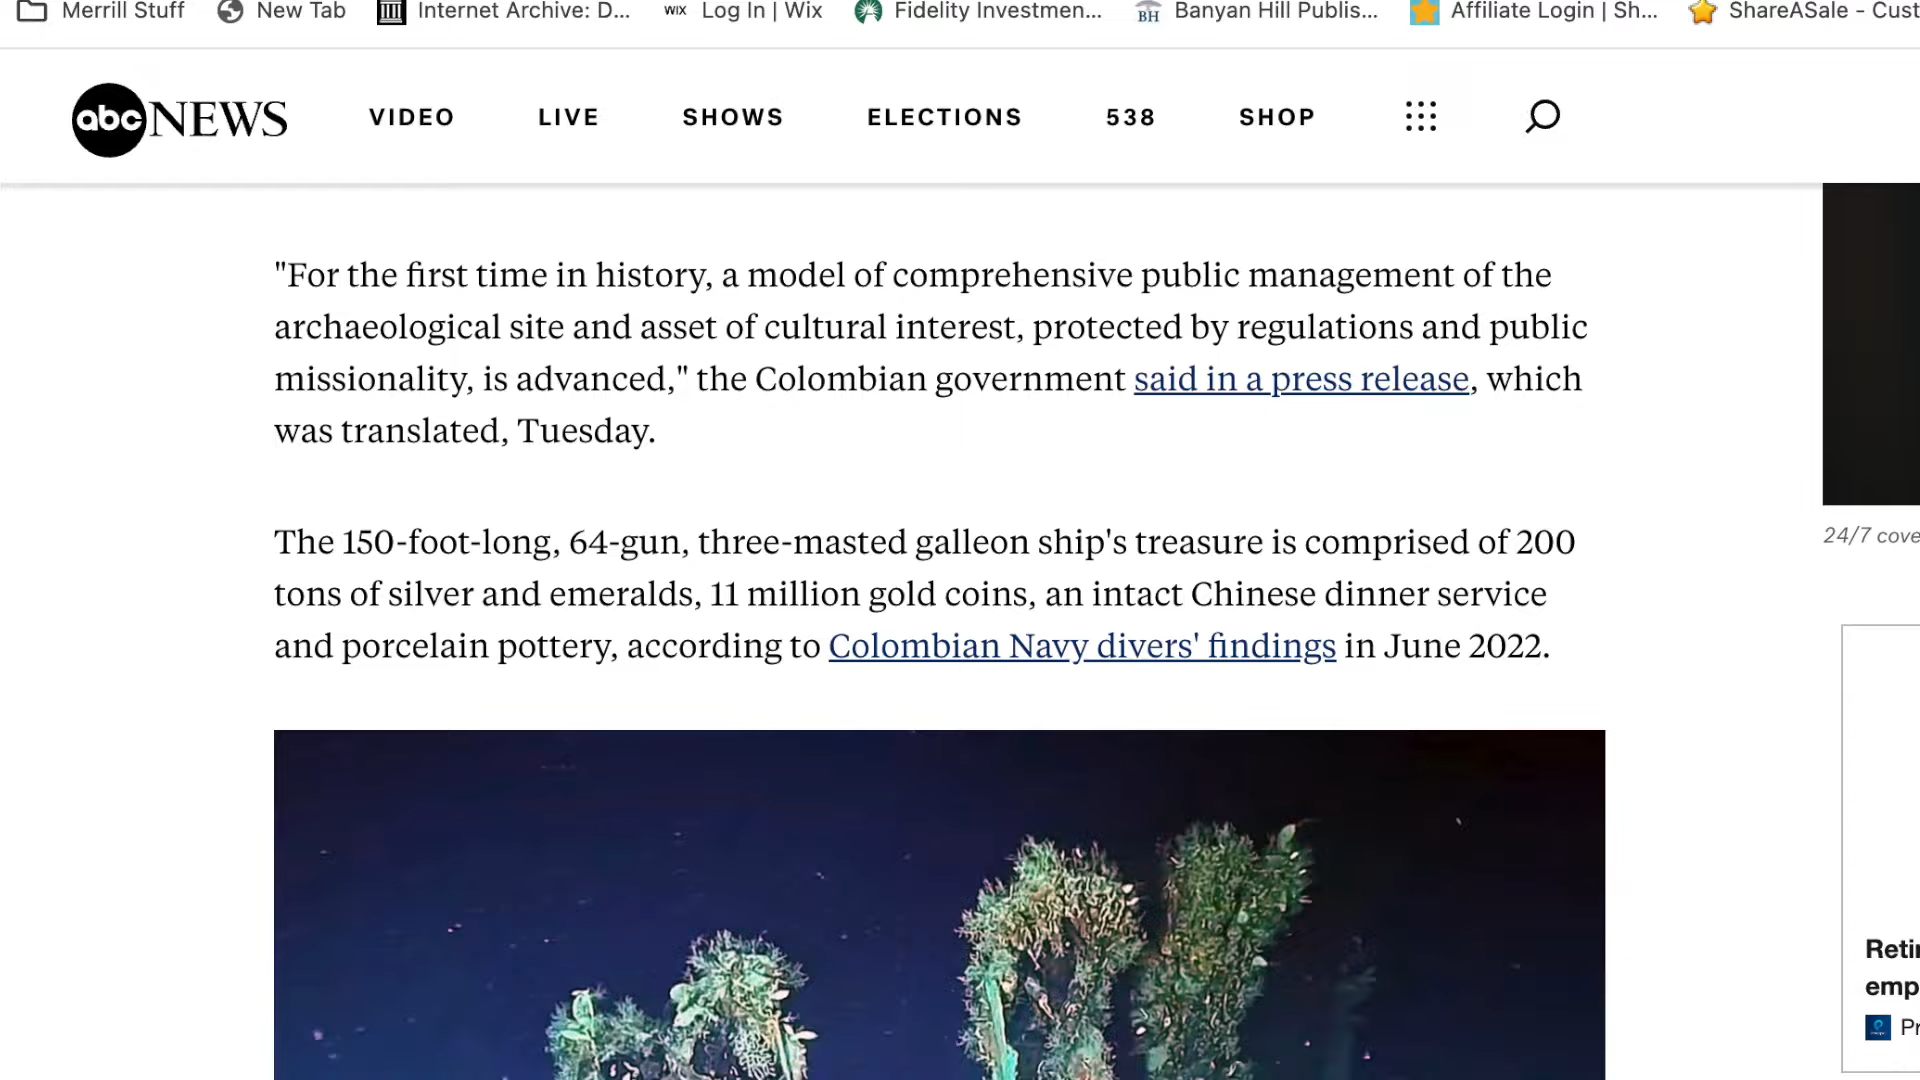 Merrill Stuff New Tab Internet Archive: D... WIX Log In | Wix Fidelity Investmen... BH Banyan Hill Publis... Affiliate Login | Sh... ShareASale - Cust
abc NEWS VIDEO LIVE SHOWS ELECTIONS 538 SHOP
"For the first time in history, a model of comprehensive public management of the
archaeological site and asset of cultural interest, protected by regulations and public
missionality, is advanced," the Colombian government said in a press release, which
was translated, Tuesday.
24/7 cove
The 150-foot-long, 64-gun, three-masted galleon ship's treasure is comprised of 200
tons of silver and emeralds, 11 million gold coins, an intact Chinese dinner service
and porcelain pottery, according to Colombian Navy divers' findings in June 2022.
Retir
emp
Pr